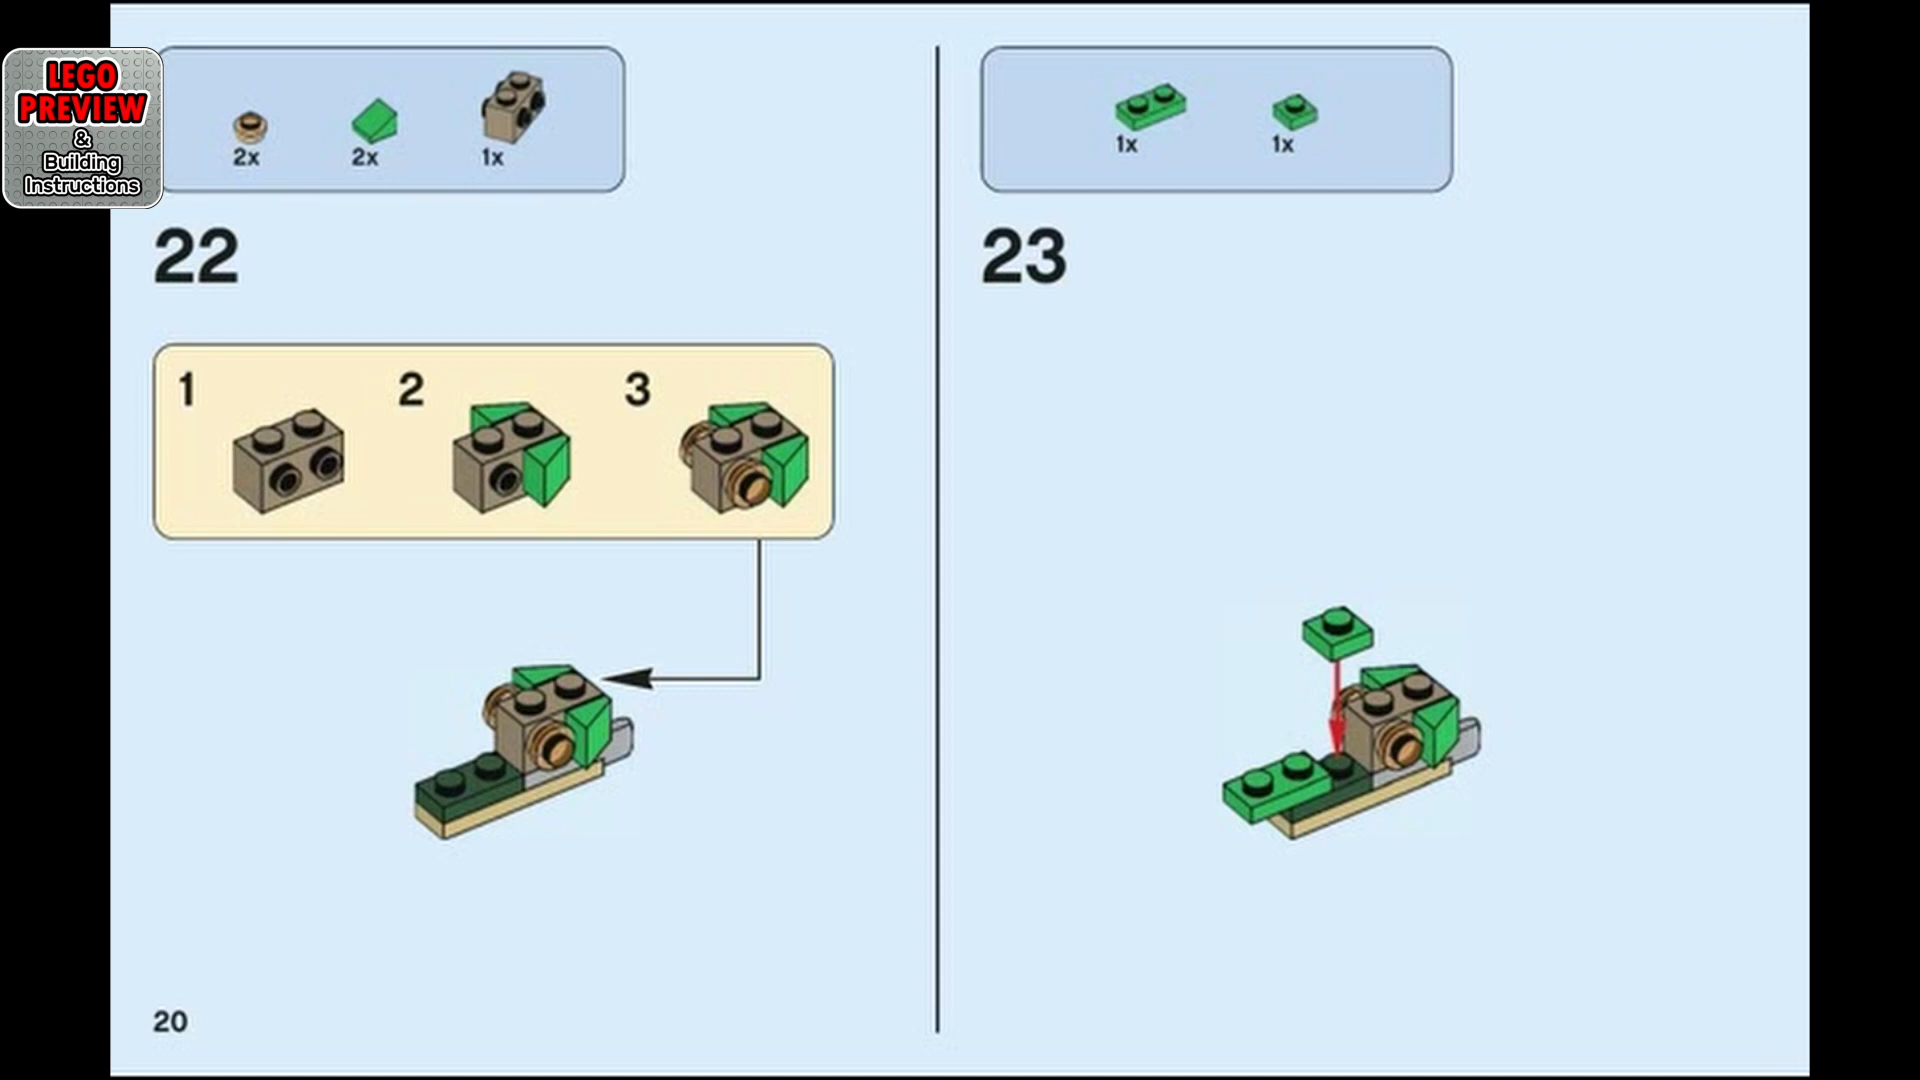 LEGO
PREVIEW
&
Building
Instructions
2x 2x 1x
22
1 2 3
20
1x 1x
23